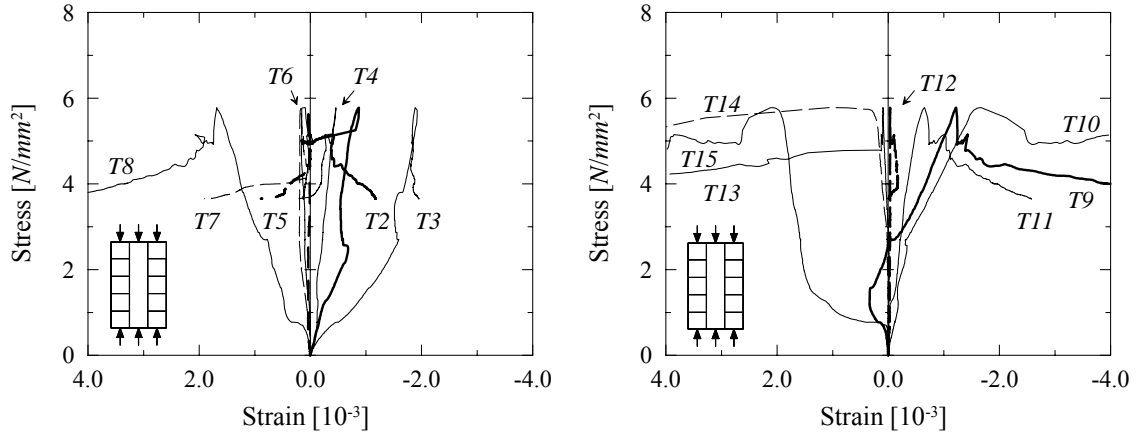 8
6
4
2
0
Stress [N/mm²]
T6
T4
T8
T7
T5
T2
T3
4.0
2.0
0.0
-2.0
-4.0
Strain [10⁻³]
8
6
4
2
0
Stress [N/mm²]
T12
T14
T10
T15
T13
T9
T11
4.0
2.0
0.0
-2.0
-4.0
Strain [10⁻³]